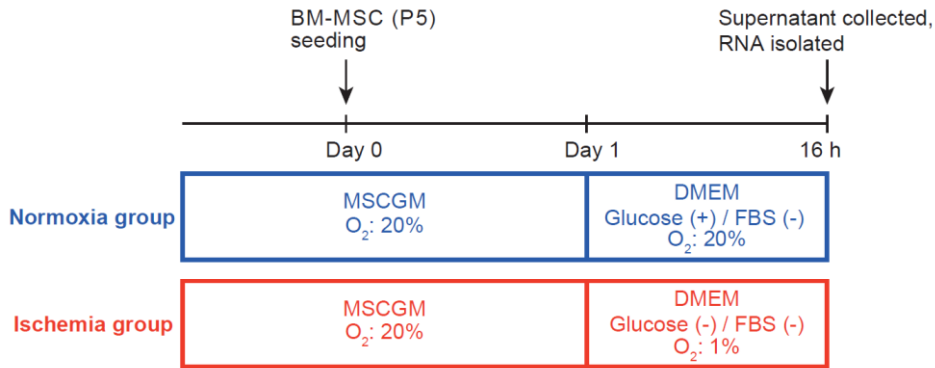 BM-MSC (P5)
seeding
Supernatant collected,
RNA isolated
Day 0
Day 1
16 h
Normoxia group
MSCGM
O₂: 20%
DMEM
Glucose (+) / FBS (-)
O₂: 20%
Ischemia group
MSCGM
O₂: 20%
DMEM
Glucose (-) / FBS (-)
O₂: 1%